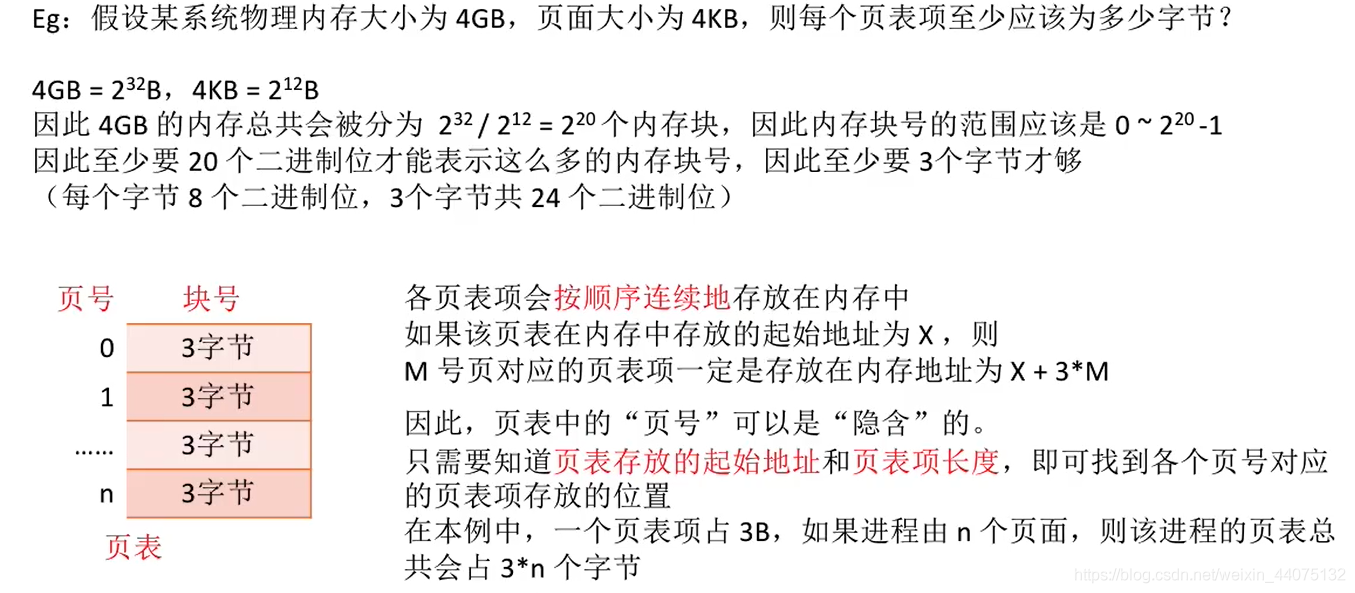 Eg：假设某系统物理内存大小为 4GB，页面大小为 4KB，则每个页表项至少应该为多少字节？
4GB = 2³²B，4KB = 2¹²B
因此 4GB 的内存总共会被分为 2³² / 2¹² = 2²⁰ 个内存块，因此内存块号的范围应该是 0 ~ 2²⁰ -1
因此至少要 20 个二进制位才能表示这么多的内存块号，因此至少要 3个字节才够
（每个字节 8 个二进制位，3个字节共 24 个二进制位）
页号 块号
0 3字节
1 3字节
...... 3字节
n 3字节
页表
各页表项会按顺序连续地存放在内存中
如果该页表在内存中存放的起始地址为 X ，则
M 号页对应的页表项一定是存放在内存地址为 X + 3*M
因此，页表中的“页号”可以是“隐含”的。
只需要知道页表存放的起始地址和页表项长度，即可找到各个页号对应
的页表项存放的位置
在本例中，一个页表项占 3B，如果进程由 n 个页面，则该进程的页表总
共会占 3*n 个字节
https://blog.csdn.net/weixin_44075132